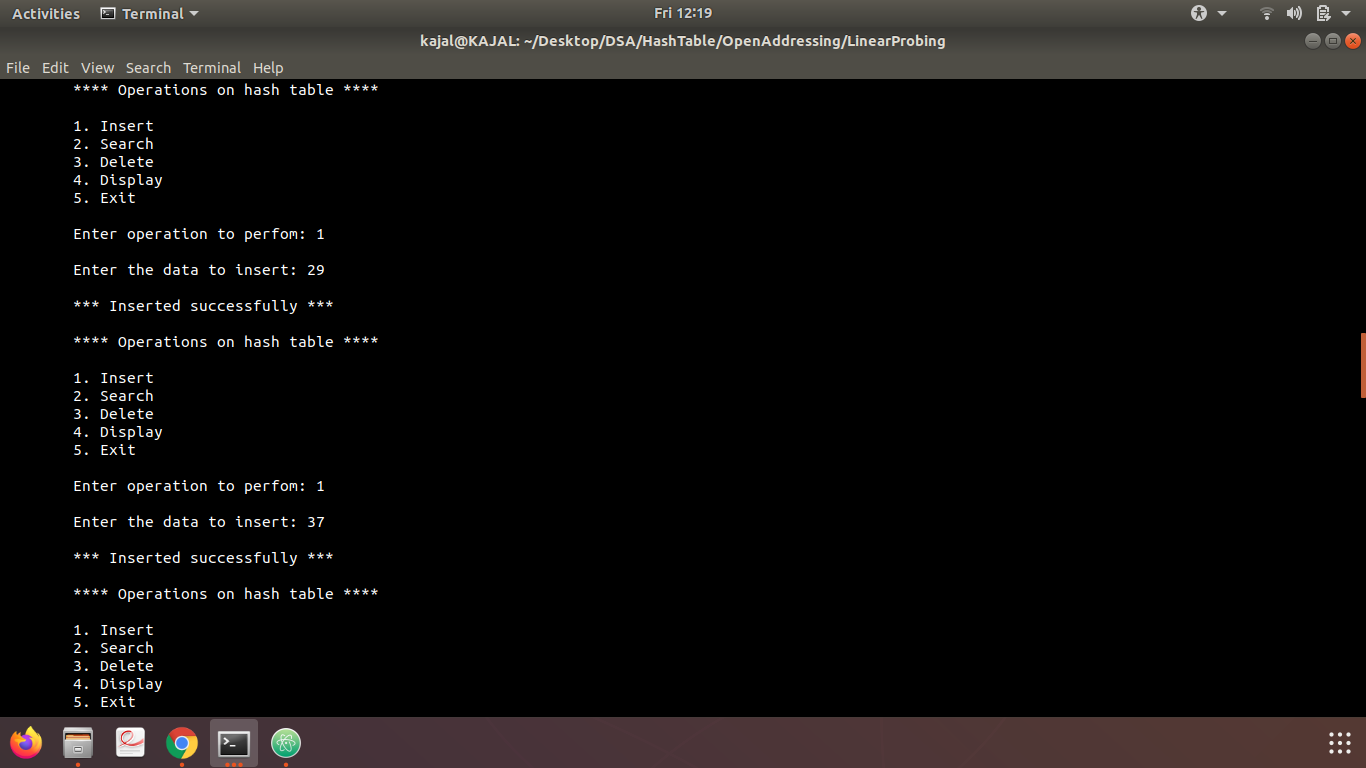 Activities Terminal Fri 12:19
kajal@KAJAL: ~/Desktop/DSA/HashTable/OpenAddressing/LinearProbing
File Edit View Search Terminal Help
**** Operations on hash table ****
1. Insert
2. Search
3. Delete
4. Display
5. Exit
Enter operation to perfom: 1
Enter the data to insert: 29
*** Inserted successfully ***
**** Operations on hash table ****
1. Insert
2. Search
3. Delete
4. Display
5. Exit
Enter operation to perfom: 1
Enter the data to insert: 37
*** Inserted successfully ***
**** Operations on hash table ****
1. Insert
2. Search
3. Delete
4. Display
5. Exit